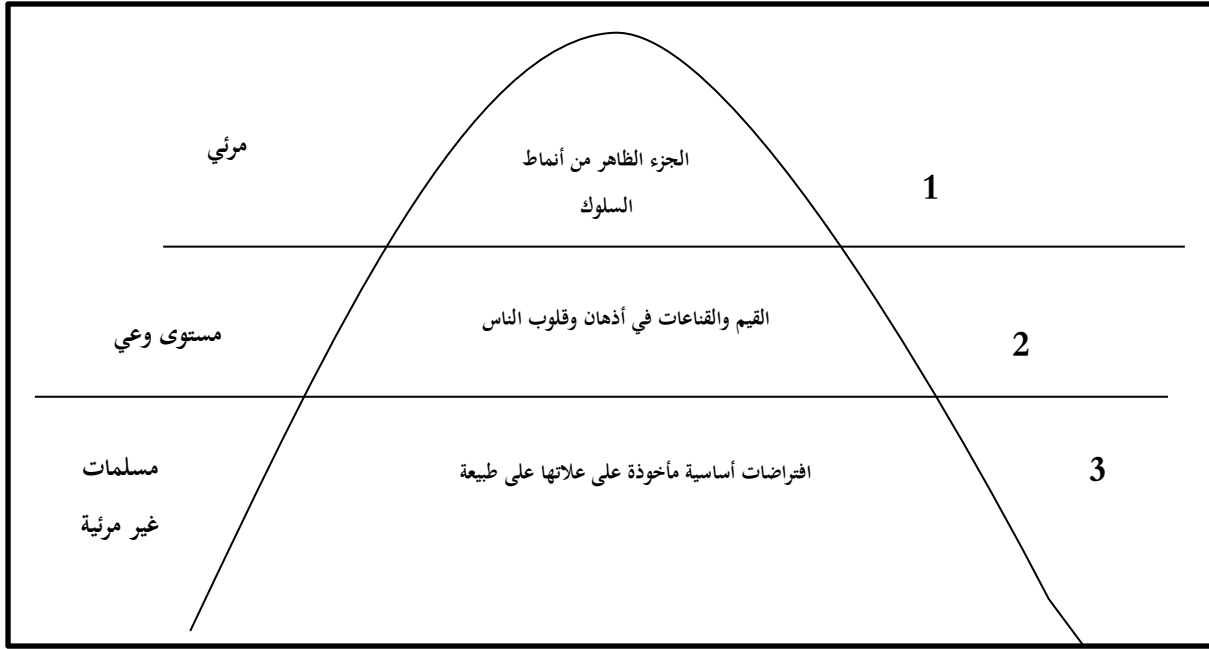 مرئي
الجزء الظاهر من أنماط
السلوك
1
مستوى وعي
القيم والقناعات في أذهان وقلوب الناس
2
مسلمات
غير مرئية
افتراضات أساسية مأخوذة على علاتها على طبيعة
3